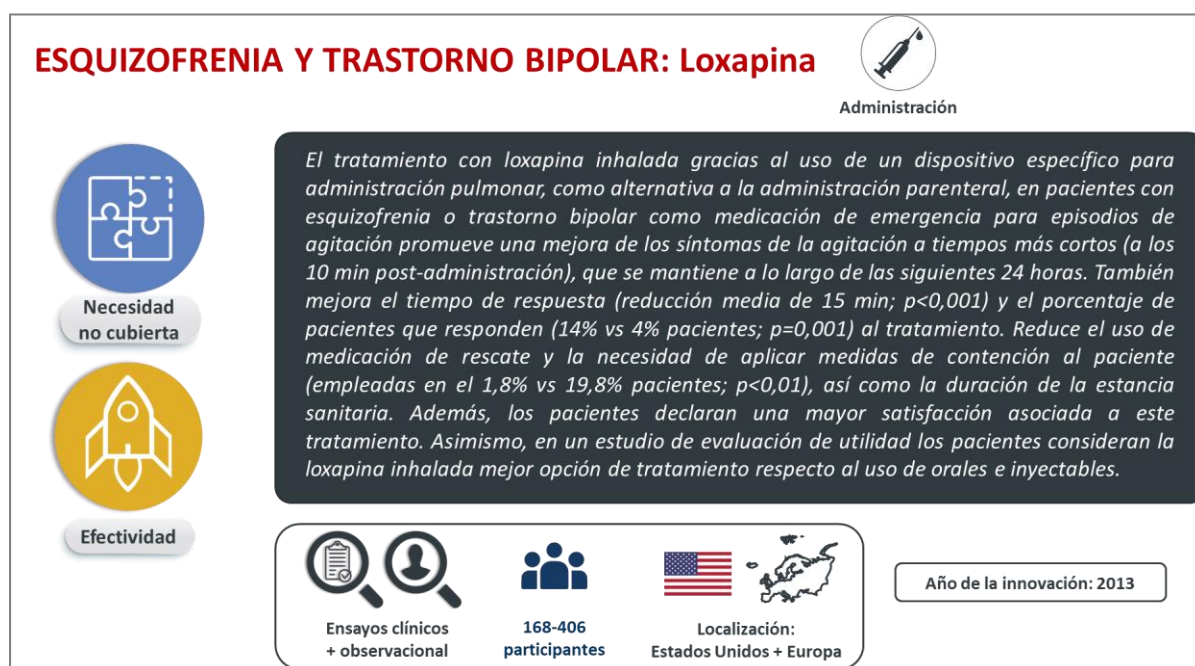 ESQUIZOFRENIA Y TRASTORNO BIPOLAR: Loxapina
Administración
El tratamiento con loxapina inhalada gracias al uso de un dispositivo específico para
administración pulmonar, como alternativa a la administración parenteral, en pacientes con
esquizofrenia o trastorno bipolar como medicación de emergencia para episodios de
agitación promueve una mejora de los síntomas de la agitación a tiempos más cortos (a los
10 min post-administración), que se mantiene a lo largo de las siguientes 24 horas. También
mejora el tiempo de respuesta (reducción media de 15 min; p<0,001) y el porcentaje de
pacientes que responden (14% vs 4% pacientes; p=0,001) al tratamiento. Reduce el uso de
medicación de rescate y la necesidad de aplicar medidas de contención al paciente
(empleadas en el 1,8% vs 19,8% pacientes; p<0,01), así como la duración de la estancia
sanitaria. Además, los pacientes declaran una mayor satisfacción asociada a este
tratamiento. Asimismo, en un estudio de evaluación de utilidad los pacientes consideran la
loxapina inhalada mejor opción de tratamiento respecto al uso de orales e inyectables.
Necesidad
no cubierta
Efectividad
Ensayos clínicos
+ observacional
168-406
participantes
Localización:
Estados Unidos + Europa
Año de la innovación: 2013